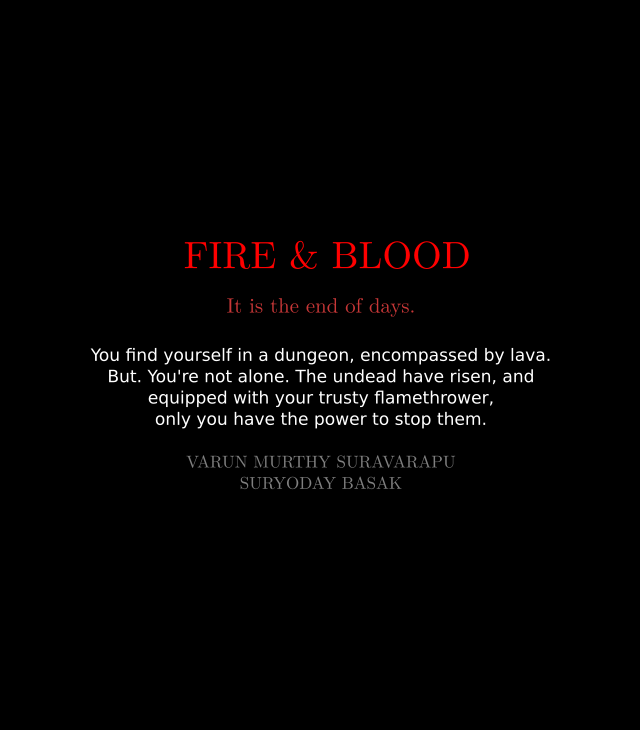 FIRE & BLOOD
It is the end of days.
You find yourself in a dungeon, encompassed by lava.
But. You're not alone. The undead have risen, and
equipped with your trusty flamethrower,
only you have the power to stop them.
VARUN MURTHY SURAVARAPU
SURYODAY BASAK